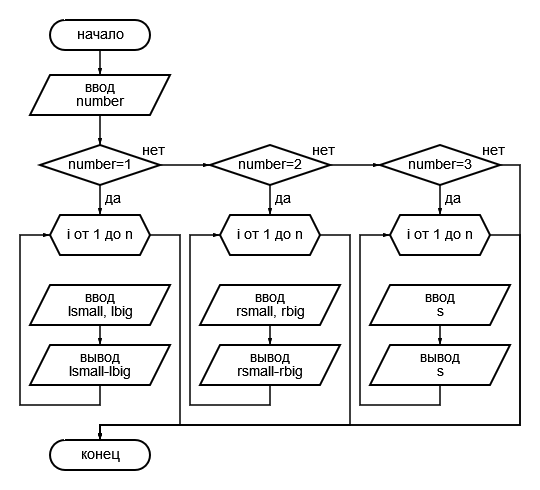 начало
ввод
number
number=1
нет
number=2
нет
number=3
нет
да
да
да
i от 1 до n
i от 1 до n
i от 1 до n
ввод
lsmall, lbig
ввод
rsmall, rbig
ввод
s
вывод
lsmall-lbig
вывод
rsmall-rbig
вывод
s
конец